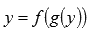 y = f(g(y))